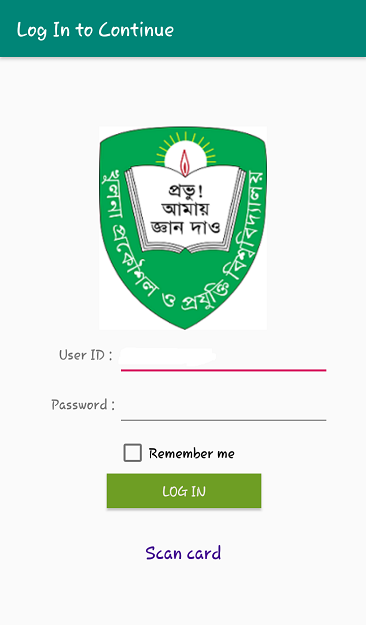 Log In to Continue
প্রভু!
আমায়
জ্ঞান দাও
খুলনা প্রকৌশল ও প্রযুক্তি বিশ্ববিদ্যালয়
User ID :
Password :
Remember me
LOG IN
Scan card